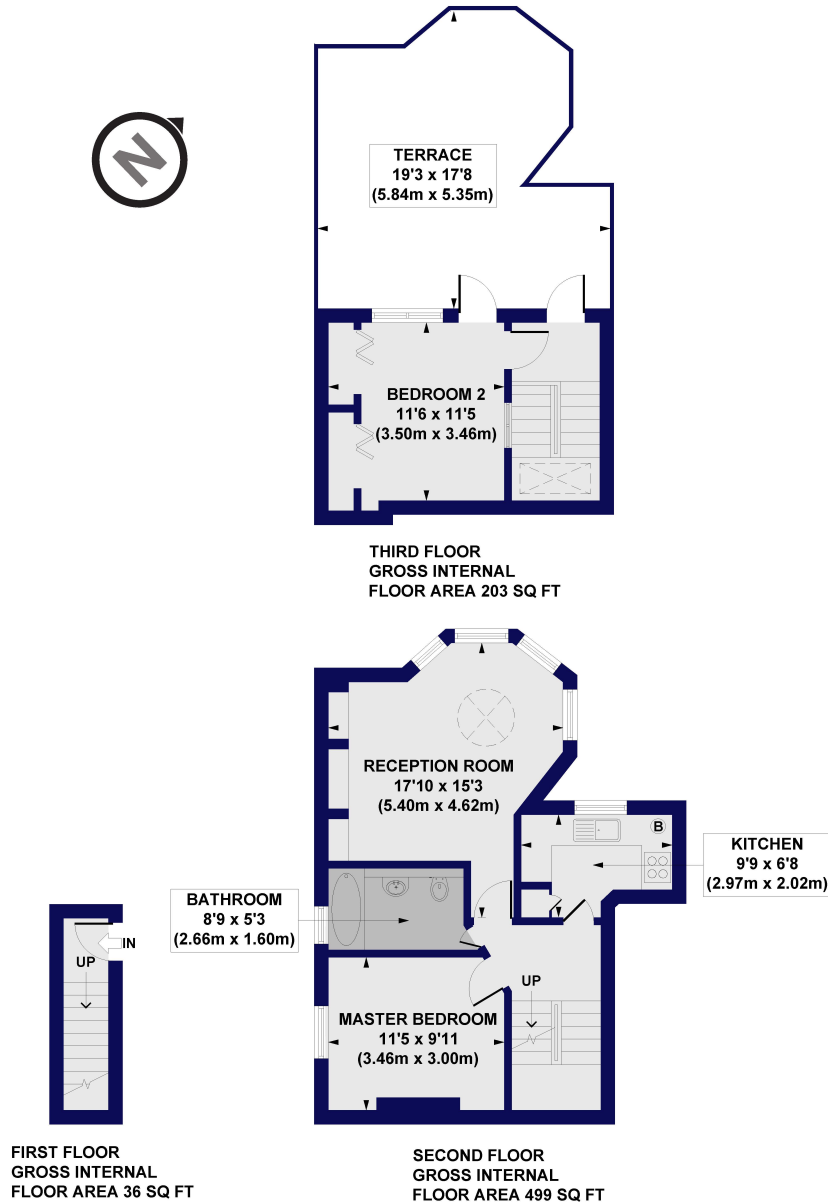 N
TERRACE
19'3 x 17'8
(5.84m x 5.35m)
BEDROOM 2
11'6 x 11'5
(3.50m x 3.46m)
THIRD FLOOR
GROSS INTERNAL
FLOOR AREA 203 SQ FT
RECEPTION ROOM
17'10 x 15'3
(5.40m x 4.62m)
B
KITCHEN
9'9 x 6'8
(2.97m x 2.02m)
BATHROOM
8'9 x 5'3
(2.66m x 1.60m)
IN
UP
UP
MASTER BEDROOM
11'5 x 9'11
(3.46m x 3.00m)
FIRST FLOOR
GROSS INTERNAL
FLOOR AREA 36 SQ FT
SECOND FLOOR
GROSS INTERNAL
FLOOR AREA 499 SQ FT